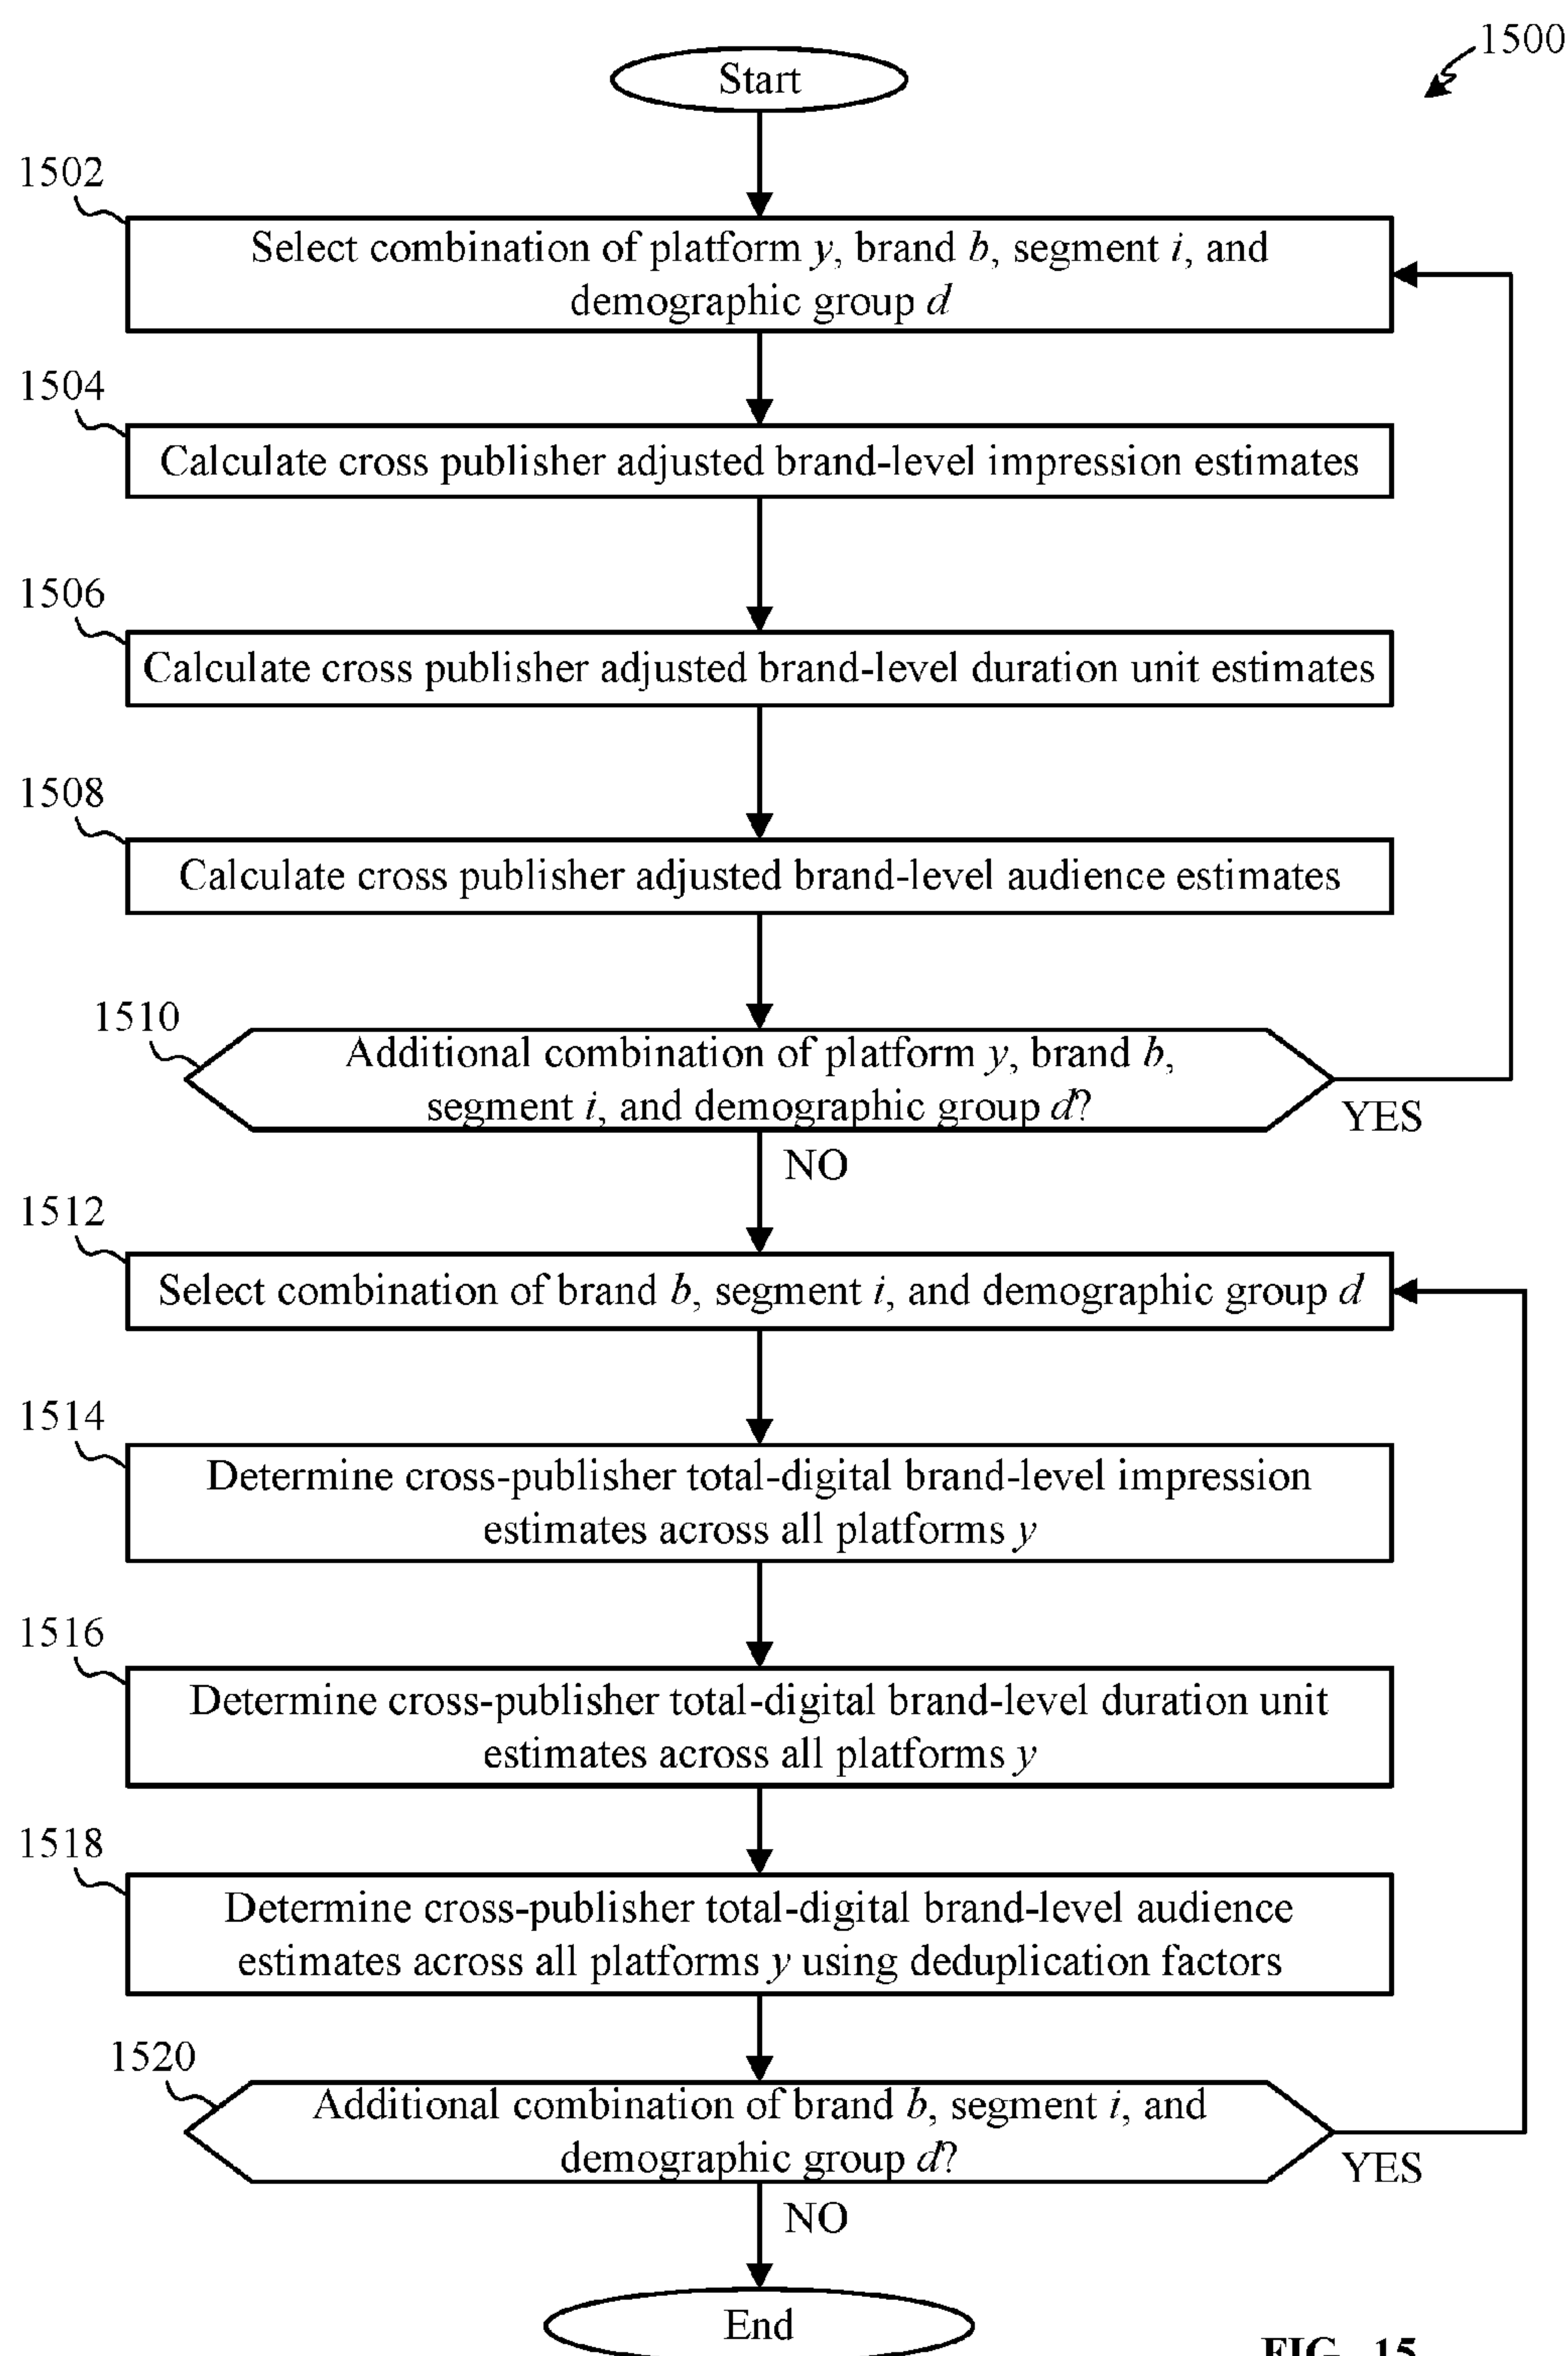 1500
Start
1502
Select combination of platform y, brand b, segment i, and
demographic group d
1504
Calculate cross publisher adjusted brand-level impression estimates
1506
Calculate cross publisher adjusted brand-level duration unit estimates
1508
Calculate cross publisher adjusted brand-level audience estimates
1510
Additional combination of platform y, brand b,
segment i, and demographic group d?
YES
NO
1512
Select combination of brand b, segment i, and demographic group d
1514
Determine cross-publisher total-digital brand-level impression
estimates across all platforms y
1516
Determine cross-publisher total-digital brand-level duration unit
estimates across all platforms y
1518
Determine cross-publisher total-digital brand-level audience
estimates across all platforms y using deduplication factors
1520
Additional combination of brand b, segment i, and
demographic group d?
YES
NO
End
FIG. 15